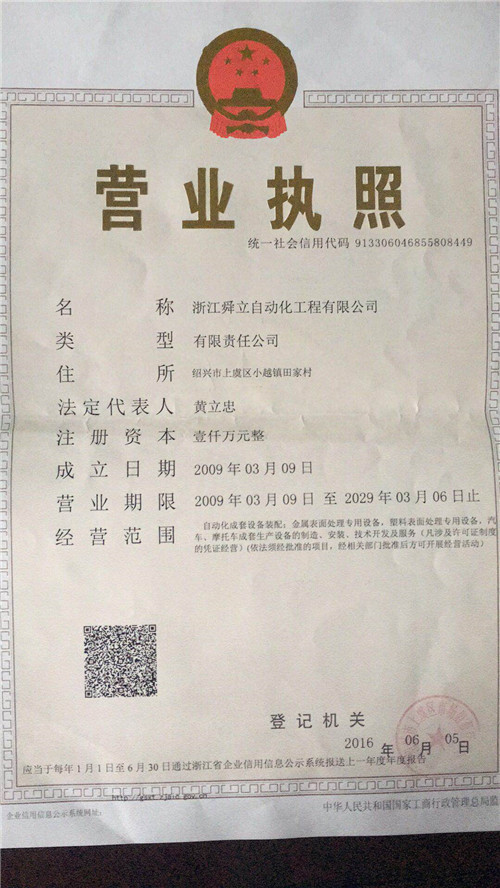 营业执照
统一社会信用代码 913306046855808449
名称 浙江舜立自动化工程有限公司
类型 有限责任公司
住所 绍兴市上虞区小越镇田家村
法定代表人 黄立忠
注册资本 壹仟万元整
成立日期 2009年03月09日
营业期限 2009年03月09日至2029年03月06日止
经营范围 自动化成套设备装配；金属表面处理专用设备，塑料表面处理专用设备，汽
车、摩托车成套生产设备的制造、安装、技术开发及服务（凡涉及许可证制度
的凭证经营）(依法须经批准的项目，经相关部门批准后方可开展经营活动)
登记机关
2016年06月05日
应当于每年1月1日至6月30日通过浙江省企业信用信息公示系统报送上一年度年度报告
企业信用信息公示系统网址：
http://gsxt.zjaic.gov.cn
中华人民共和国国家工商行政管理总局监